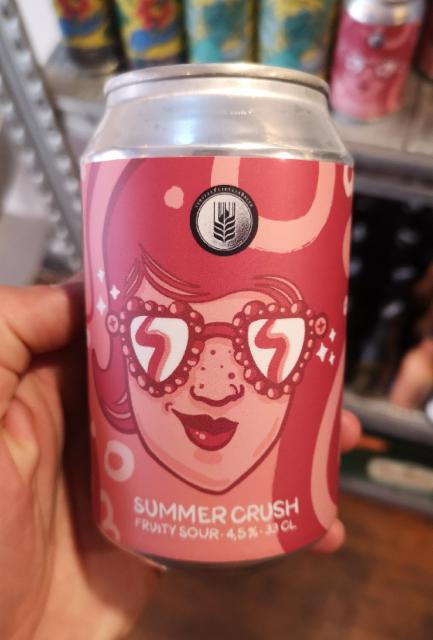 SUMMER CRUSH
FRUITY SOUR · 4,5% · 33 CL